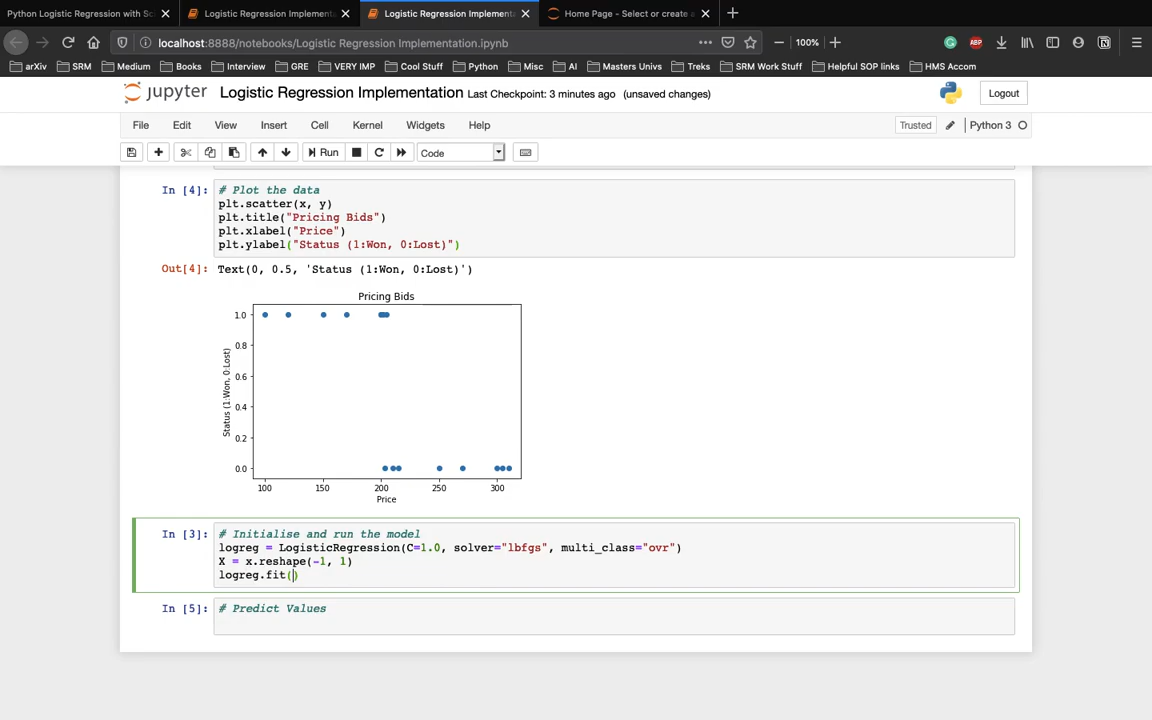 Python Logistic Regression with Sci
Logistic Regression Implementa
Logistic Regression Implementa
Home Page - Select or create a
localhost:8888/notebooks/Logistic Regression Implementation.ipynb
100%
ABP
arXiv
SRM
Medium
Books
Interview
GRE
VERY IMP
Cool Stuff
Python
Misc
AI
Masters Univs
Treks
SRM Work Stuff
Helpful SOP links
HMS Accom
jupyter
Logistic Regression Implementation
Last Checkpoint: 3 minutes ago
(unsaved changes)
Logout
File
Edit
View
Insert
Cell
Kernel
Widgets
Help
Trusted
Python 3
Run
Code
In [4]:
# Plot the data
plt.scatter(x, y)
plt.title("Pricing Bids")
plt.xlabel("Price")
plt.ylabel("Status (1:Won, 0:Lost)")
Out[4]:
Text(0, 0.5, 'Status (1:Won, 0:Lost)')
Pricing Bids
1.0
0.8
0.6
0.4
0.2
0.0
Status (1:Won, 0:Lost)
100 150 200 250 300
Price
In [3]:
# Initialise and run the model
logreg = LogisticRegression(C=1.0, solver="lbfgs", multi_class="ovr")
X = x.reshape(-1, 1)
logreg.fit()
In [5]:
# Predict Values